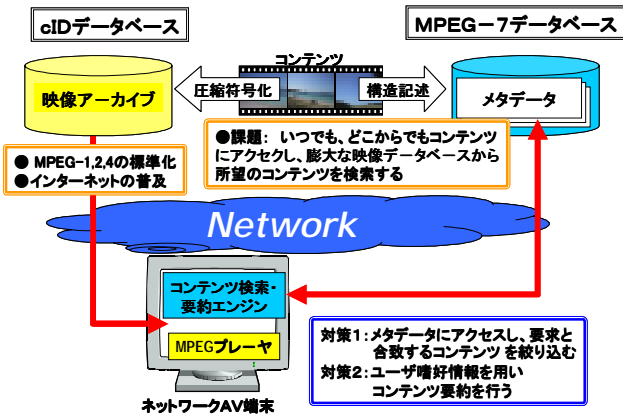 cIDデータベース
MPEG-7データベース
コンテンツ
映像アーカイブ
圧縮符号化
構造記述
メタデータ
● MPEG-1,2,4の標準化
●インターネットの普及
●課題: いつでも、どこからでもコンテンツ
にアクセクし、膨大な映像データベースから
所望のコンテンツを検索する
Network
コンテンツ検索・
要約エンジン
MPEGプレーヤ
ネットワークAV端末
対策1:メタデータにアクセスし、要求と
合致するコンテンツを絞り込む
対策2:ユーザ嗜好情報を用い
コンテンツ要約を行う